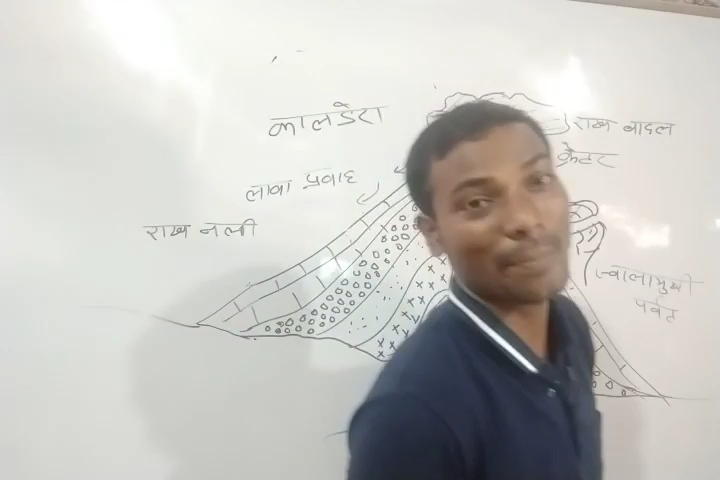 कालडेरा
राख बादल
क्रेटर
लावा प्रवाह
राख नली
ज्वालामुखी
पर्वत